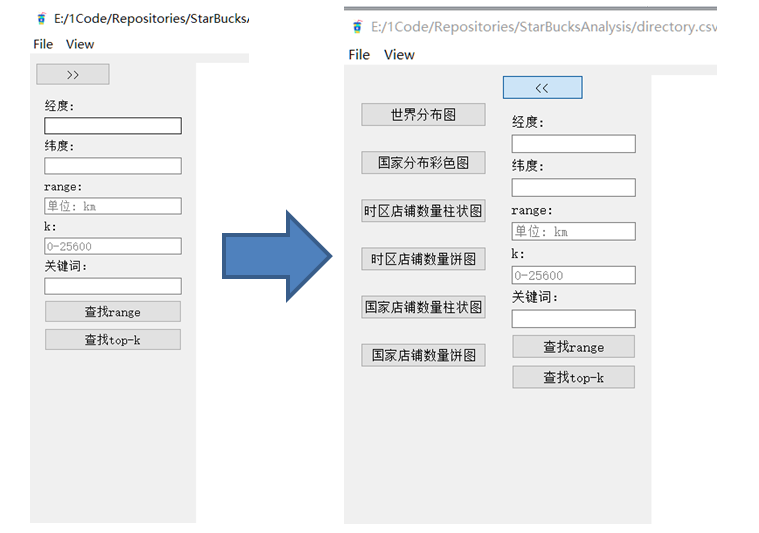 E:/1Code/Repositories/StarBucksA
File View
>>
经度:
纬度:
range:
单位: km
k:
0-25600
关键词:
查找range
查找top-k
E:/1Code/Repositories/StarBucksAnalysis/directory.csv
File View
<<
世界分布图
国家分布彩色图
时区店铺数量柱状图
时区店铺数量饼图
国家店铺数量柱状图
国家店铺数量饼图
经度:
纬度:
range:
单位: km
k:
0-25600
关键词:
查找range
查找top-k